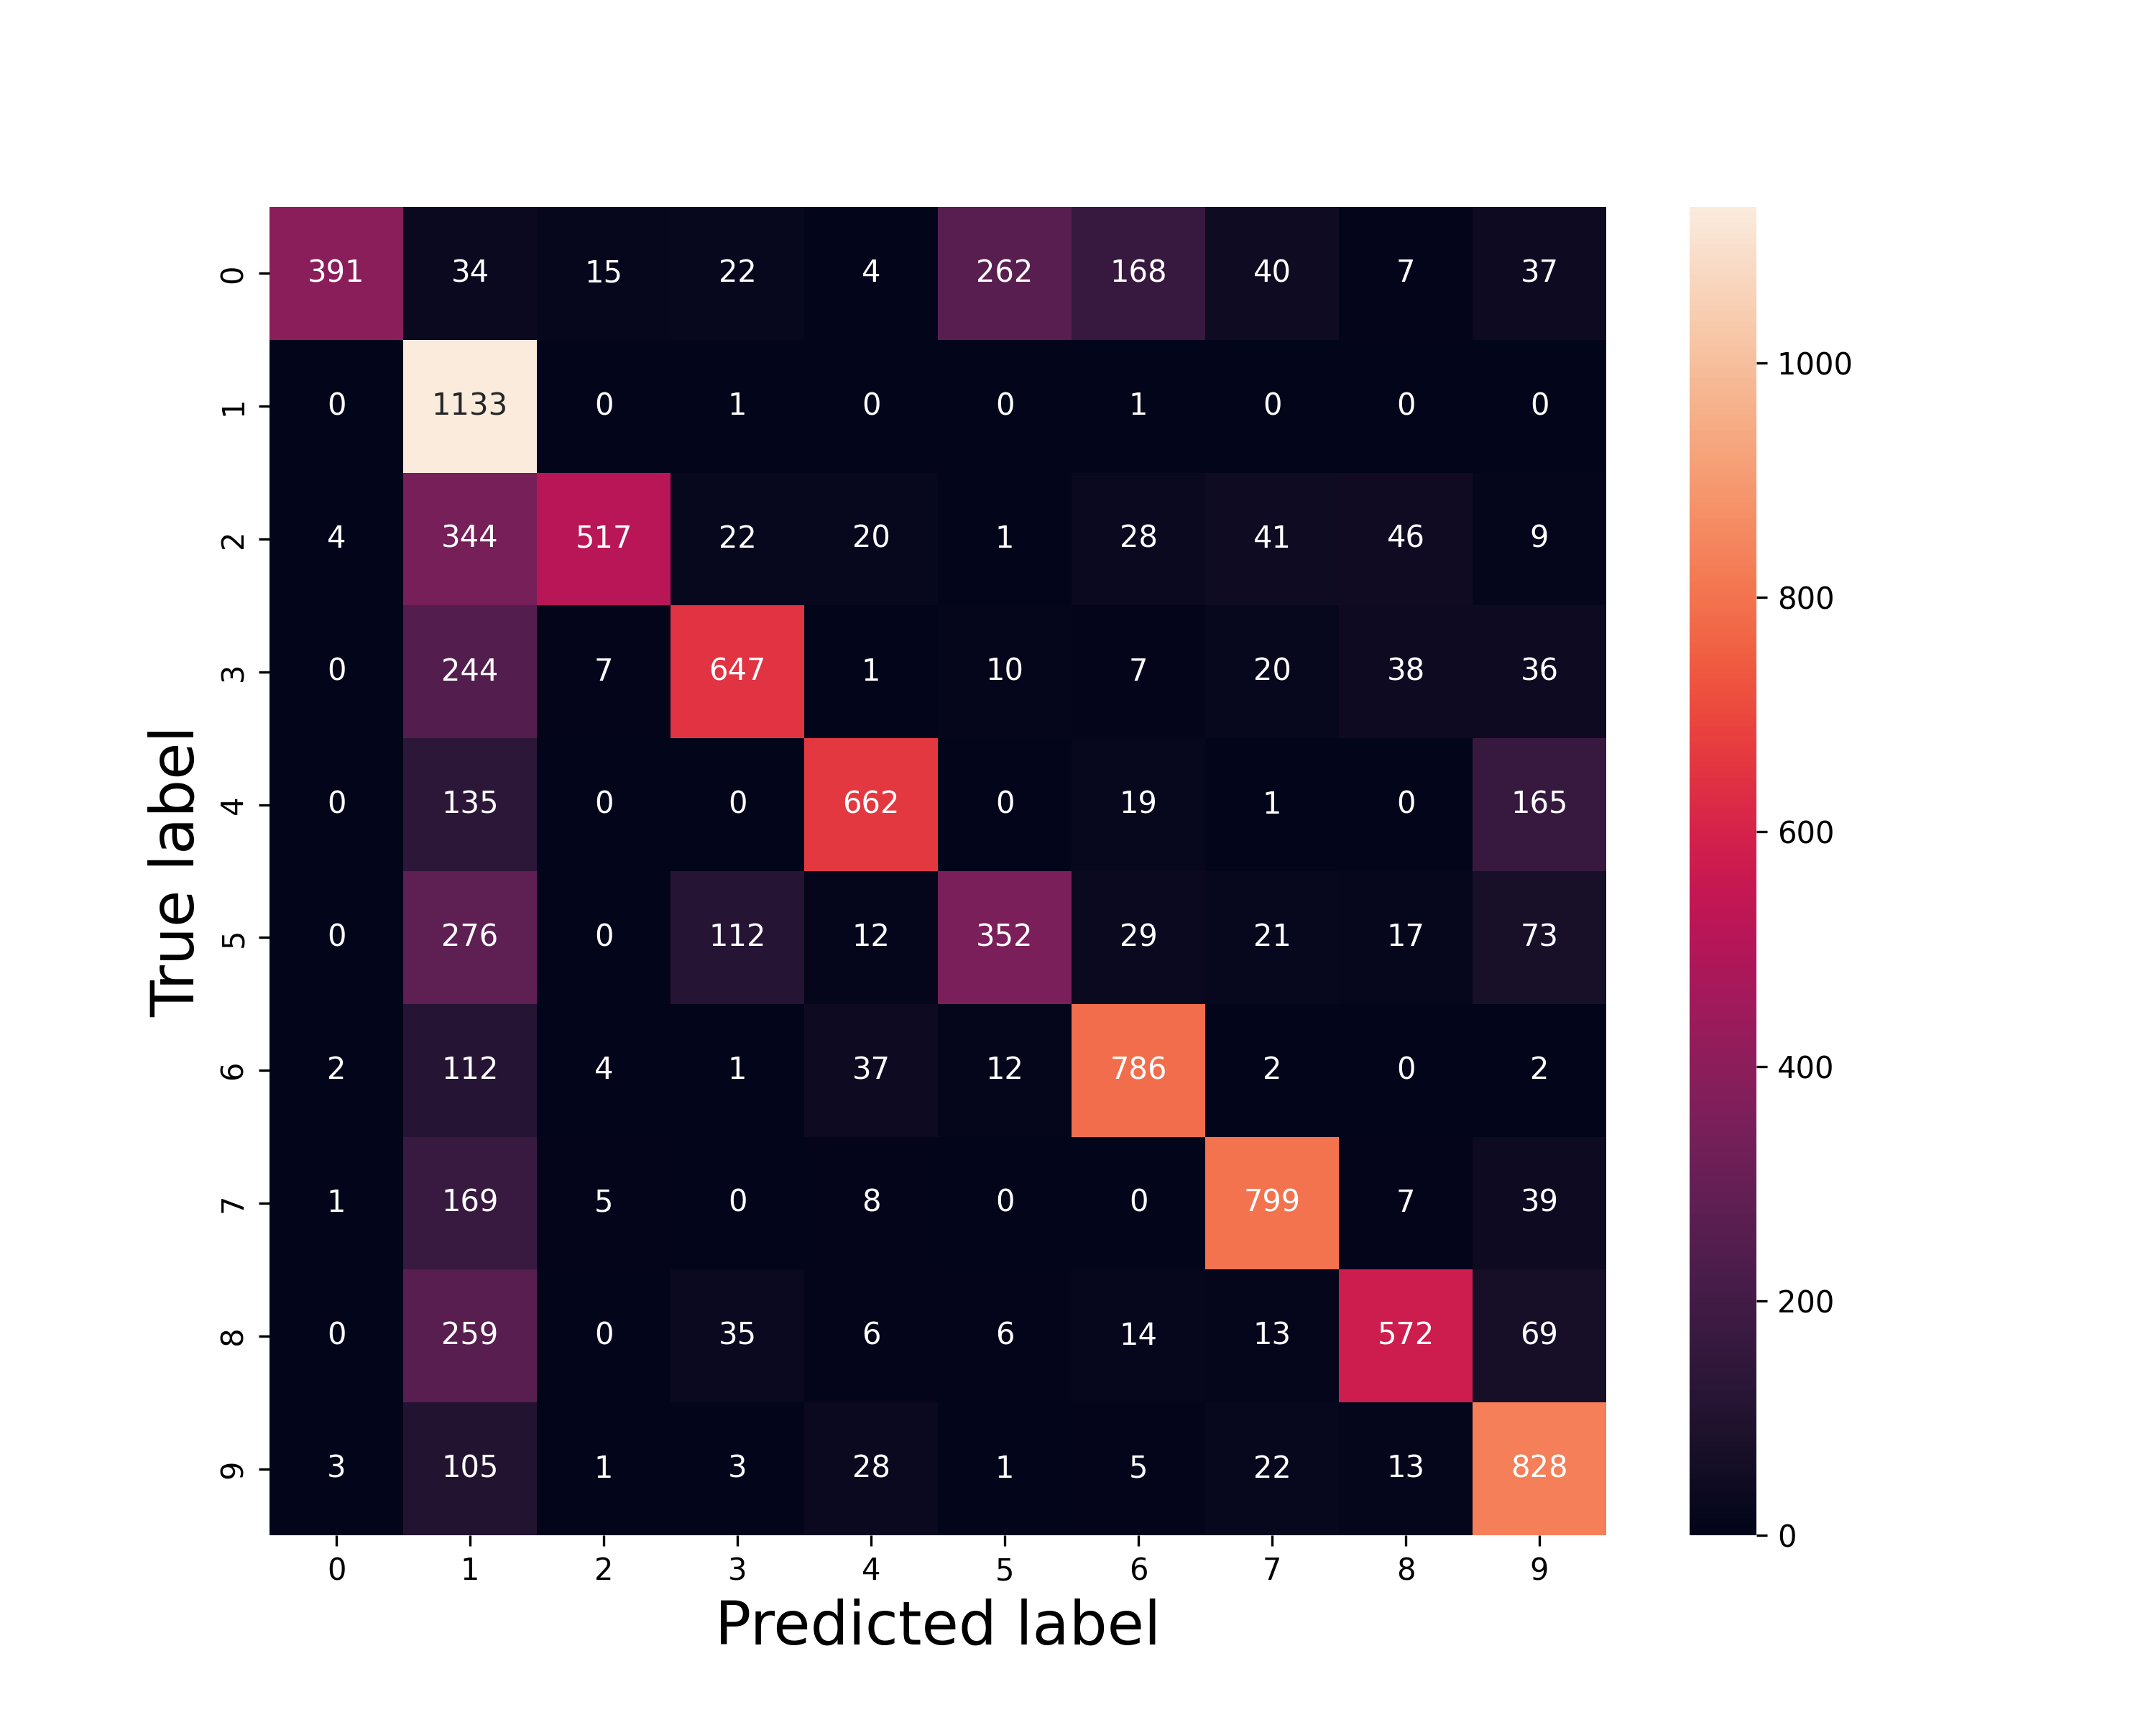 0 391 34 15 22 4 262 168 40 7 37
1000
1 0 1133 0 1 0 0 1 0 0 0
2 4 344 517 22 20 1 28 41 46 9
800
3 0 244 7 647 1 10 7 20 38 36
4 0 135 0 0 662 0 19 1 0 165
600
5 0 276 0 112 12 352 29 21 17 73
6 2 112 4 1 37 12 786 2 0 2
400
7 1 169 5 0 8 0 0 799 7 39
200
8 0 259 0 35 6 6 14 13 572 69
9 3 105 1 3 28 1 5 22 13 828
0
0 1 2 3 4 5 6 7 8 9
True label
Predicted label